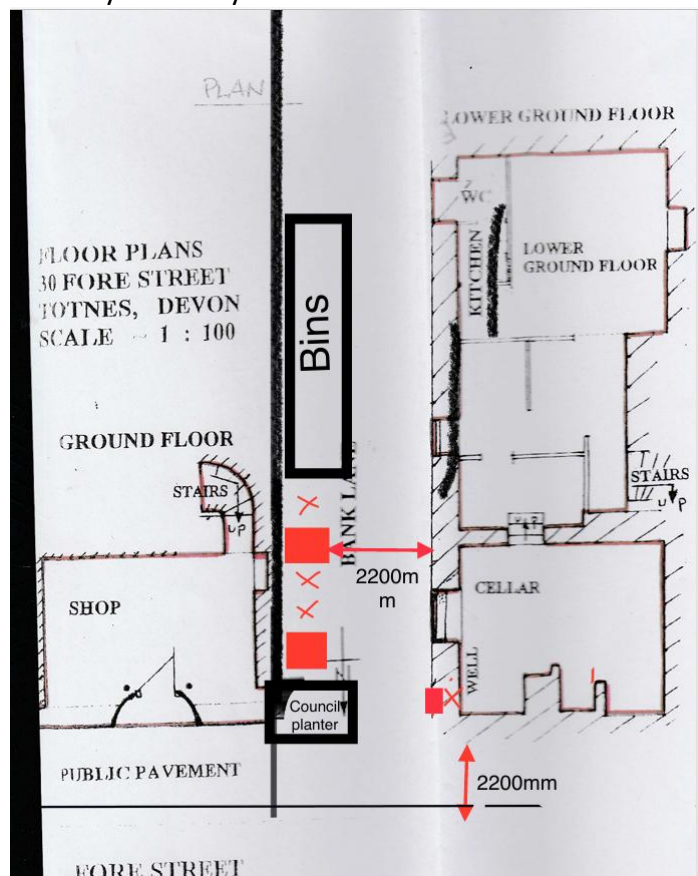 PLAN
LOWER GROUND FLOOR
WC
KITCHEN
LOWER
GROUND FLOOR
FLOOR PLANS
30 FORE STREET
TOTNES, DEVON
SCALE - 1 : 100
Bins
GROUND FLOOR
STAIRS
up
BANK LANE
STAIRS
up
up
2200m
m
SHOP
CELLAR
WELL
N
Council
planter
2200mm
PUBLIC PAVEMENT
FORE STREET